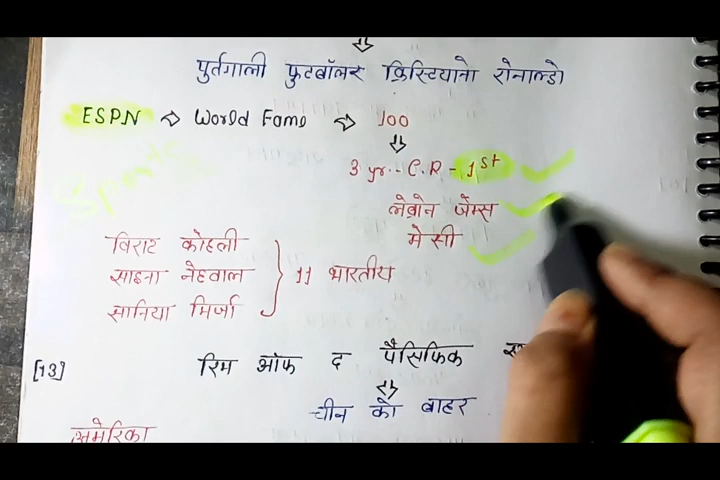 पुर्तगाली फुटबॉलर क्रिस्टियानो रोनाल्डो
ESPN ⇨ World Fame ⇨ 100
3 yr. - C.R - 1st
लेब्रोन जेम्स
मेसी
विराट कोहली
साइना नेहवाल } 11 भारतीय
सानिया मिर्जा
[13] रिम ऑफ द पैसिफिक
चीन को बाहर
अमेरिका